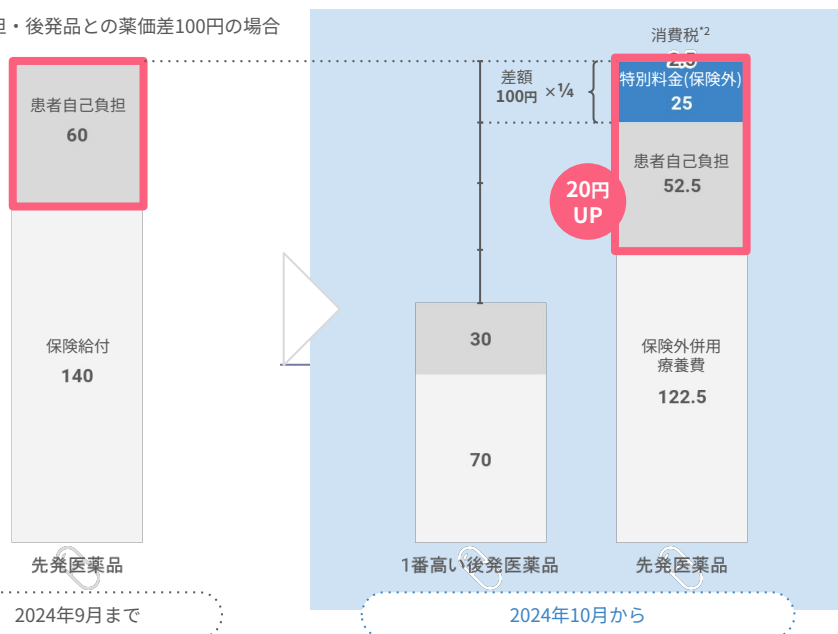 担・後発品との薬価差100円の場合
患者自己負担
60
保険給付
140
先発医薬品
2024年9月まで
差額
100円 ×¼
30
70
1番高い後発医薬品
消費税*2
2.5
特別料金(保険外)
25
患者自己負担
52.5
20円
UP
保険外併用
療養費
122.5
先発医薬品
2024年10月から